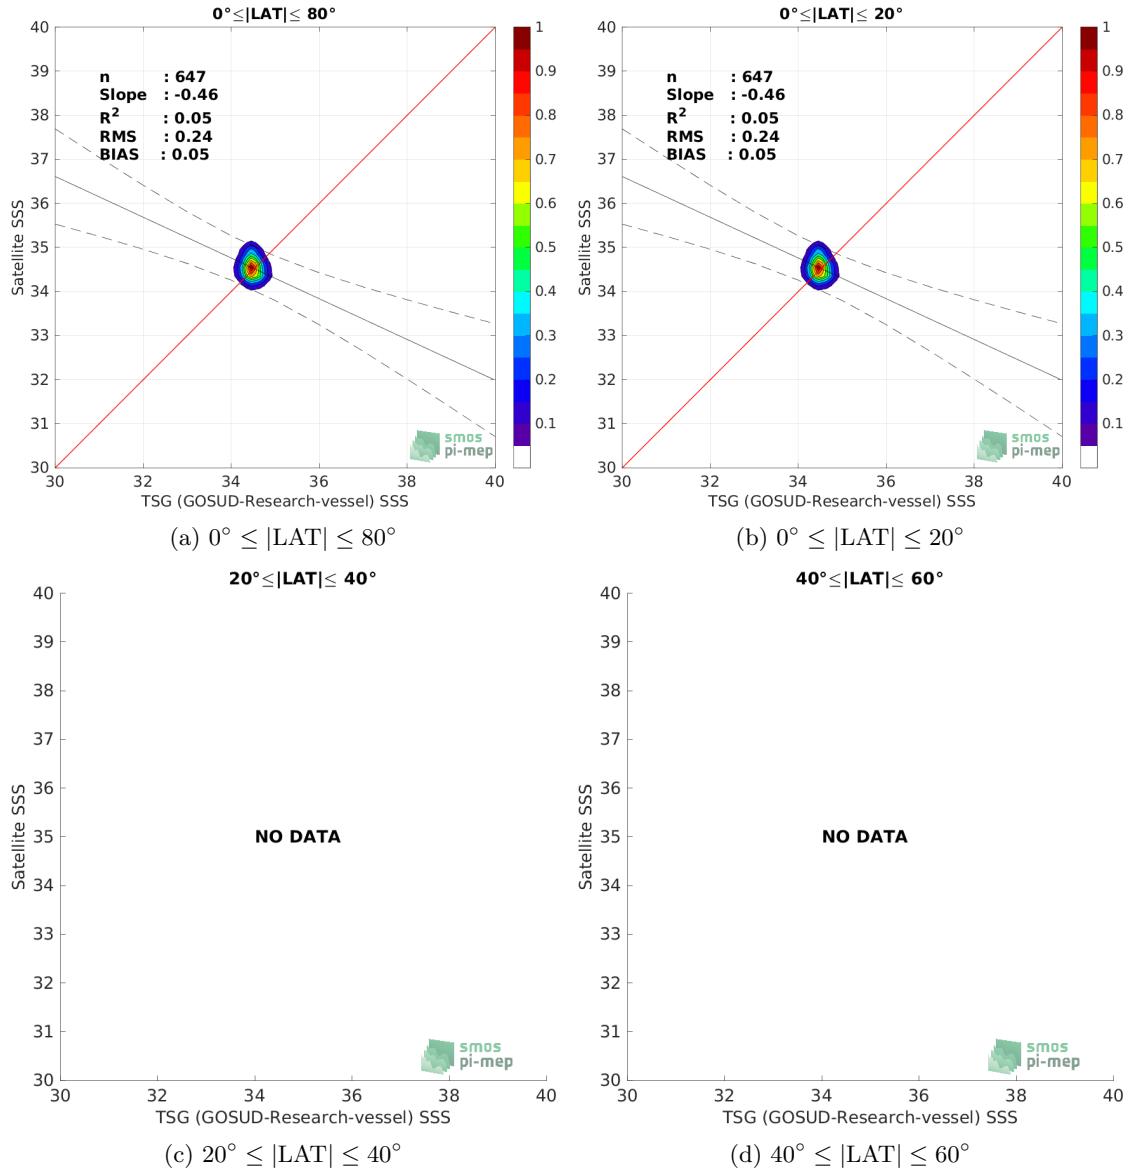 0°≤|LAT|≤ 80°
40
39
38
37
36
35
34
33
32
31
30
Satellite SSS
n : 647
Slope : -0.46
R² : 0.05
RMS : 0.24
BIAS : 0.05
smos
pi-mep
30 32 34 36 38 40
TSG (GOSUD-Research-vessel) SSS
1
0.9
0.8
0.7
0.6
0.5
0.4
0.3
0.2
0.1
(a) 0° ≤ |LAT| ≤ 80°
0°≤|LAT|≤ 20°
40
39
38
37
36
35
34
33
32
31
30
Satellite SSS
n : 647
Slope : -0.46
R² : 0.05
RMS : 0.24
BIAS : 0.05
smos
pi-mep
30 32 34 36 38 40
TSG (GOSUD-Research-vessel) SSS
1
0.9
0.8
0.7
0.6
0.5
0.4
0.3
0.2
0.1
(b) 0° ≤ |LAT| ≤ 20°
20°≤|LAT|≤ 40°
40
39
38
37
36
35
34
33
32
31
30
Satellite SSS
NO DATA
smos
pi-mep
30 32 34 36 38 40
TSG (GOSUD-Research-vessel) SSS
(c) 20° ≤ |LAT| ≤ 40°
40°≤|LAT|≤ 60°
40
39
38
37
36
35
34
33
32
31
30
Satellite SSS
NO DATA
smos
pi-mep
30 32 34 36 38 40
TSG (GOSUD-Research-vessel) SSS
(d) 40° ≤ |LAT| ≤ 60°